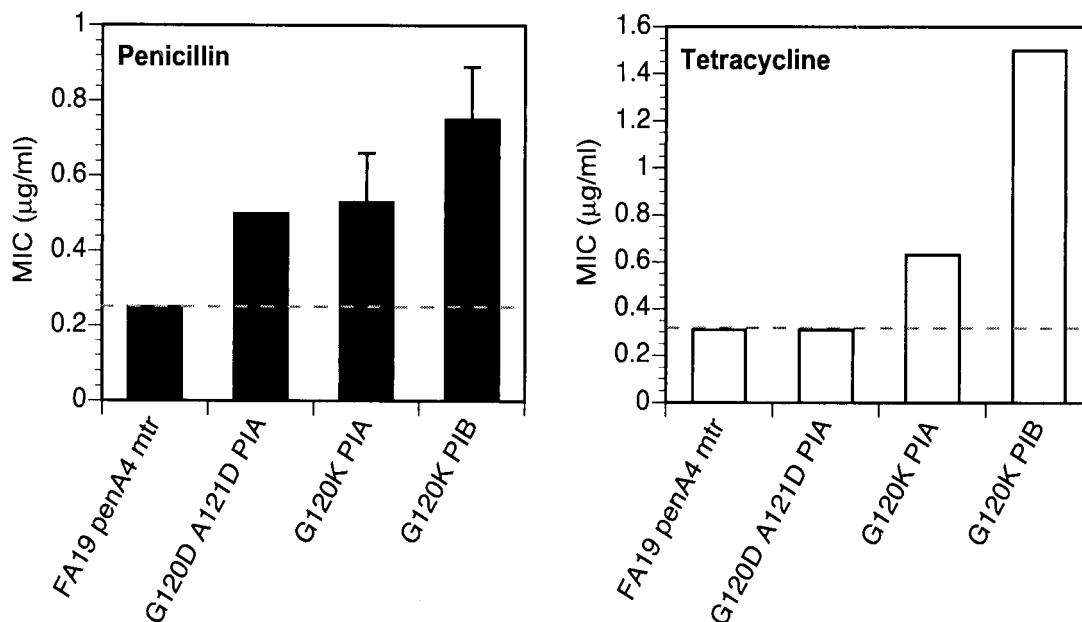 Penicillin
MIC (µg/ml)
1
0.8
0.6
0.4
0.2
0
FA19 penA4 mtr
G120D A121D PIA
G120K PIA
G120K PIB
Tetracycline
MIC (µg/ml)
1.6
1.4
1.2
1
0.8
0.6
0.4
0.2
0
FA19 penA4 mtr
G120D A121D PIA
G120K PIA
G120K PIB